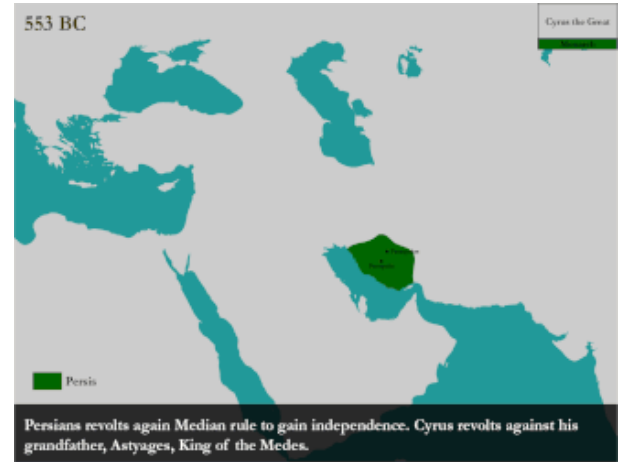 553 BC
Cyrus the Great
Persis
Persians revolts again Median rule to gain independence. Cyrus revolts against his
grandfather, Astyages, King of the Medes.